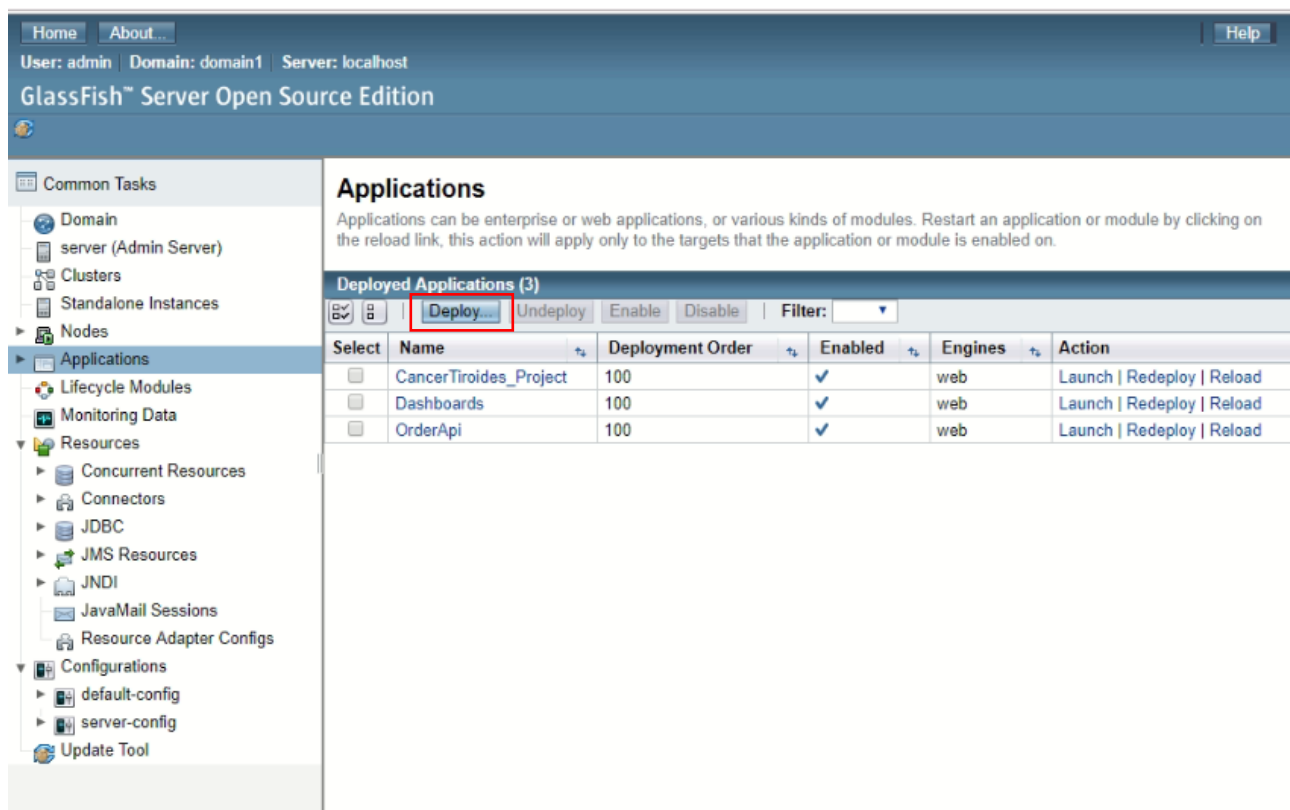 Home About... Help
User: admin Domain: domain1 Server: localhost
GlassFish™ Server Open Source Edition
Common Tasks
Domain
server (Admin Server)
Clusters
Standalone Instances
Nodes
Applications
Lifecycle Modules
Monitoring Data
Resources
Concurrent Resources
Connectors
JDBC
JMS Resources
JNDI
JavaMail Sessions
Resource Adapter Configs
Configurations
default-config
server-config
Update Tool
Applications
Applications can be enterprise or web applications, or various kinds of modules. Restart an application or module by clicking on
the reload link, this action will apply only to the targets that the application or module is enabled on.
Deployed Applications (3)
Deploy... Undeploy Enable Disable Filter:
Select Name Deployment Order Enabled Engines Action
CancerTiroides_Project 100 web Launch | Redeploy | Reload
Dashboards 100 web Launch | Redeploy | Reload
OrderApi 100 web Launch | Redeploy | Reload